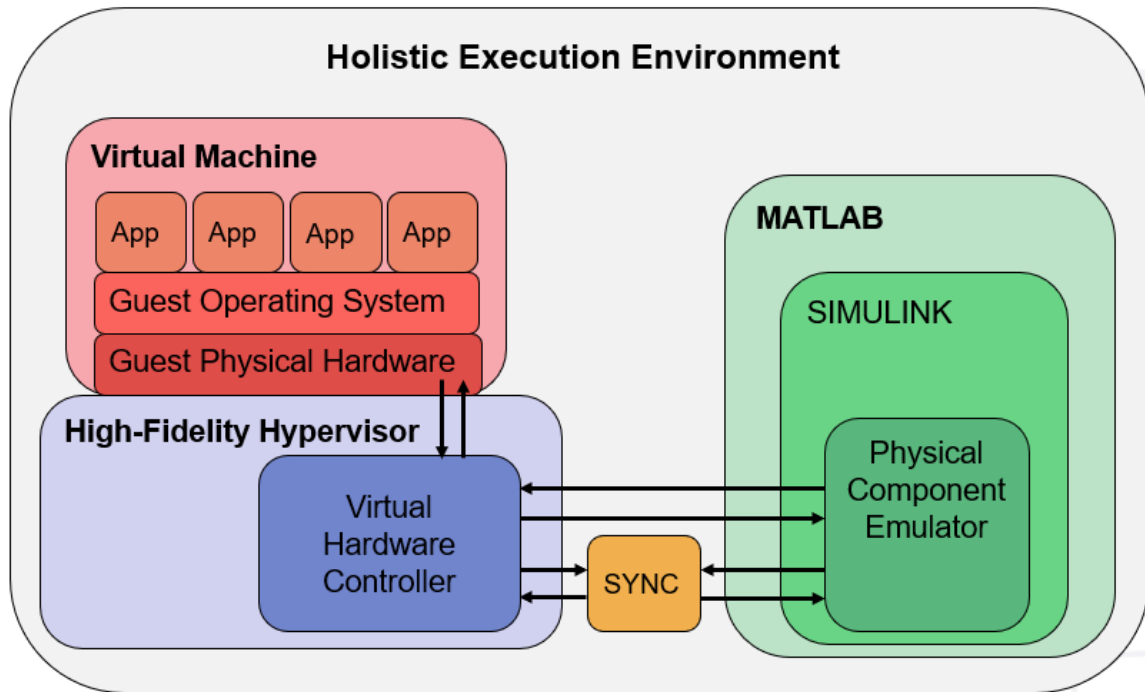 Holistic Execution Environment
Virtual Machine
App App App App
Guest Operating System
Guest Physical Hardware
High-Fidelity Hypervisor
Virtual
Hardware
Controller
SYNC
MATLAB
SIMULINK
Physical
Component
Emulator